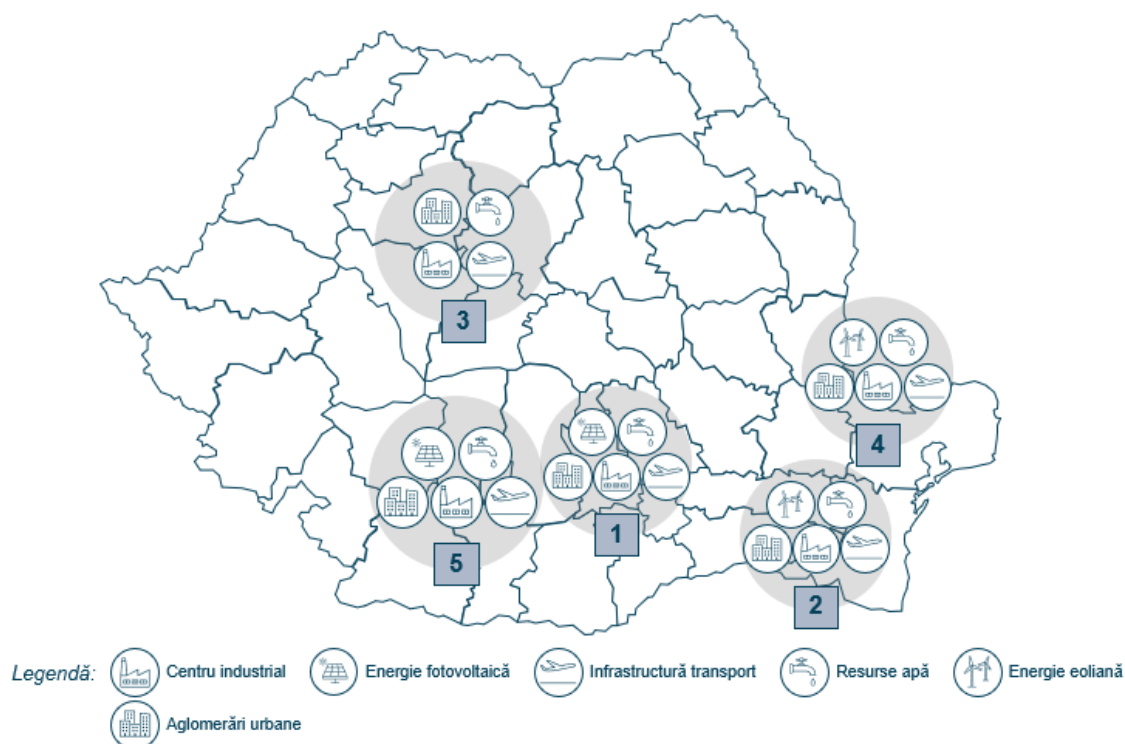 3
4
1
5
2
Legendă: Centru industrial Energie fotovoltaică Infrastructură transport Resurse apă Energie eoliană
Aglomerări urbane